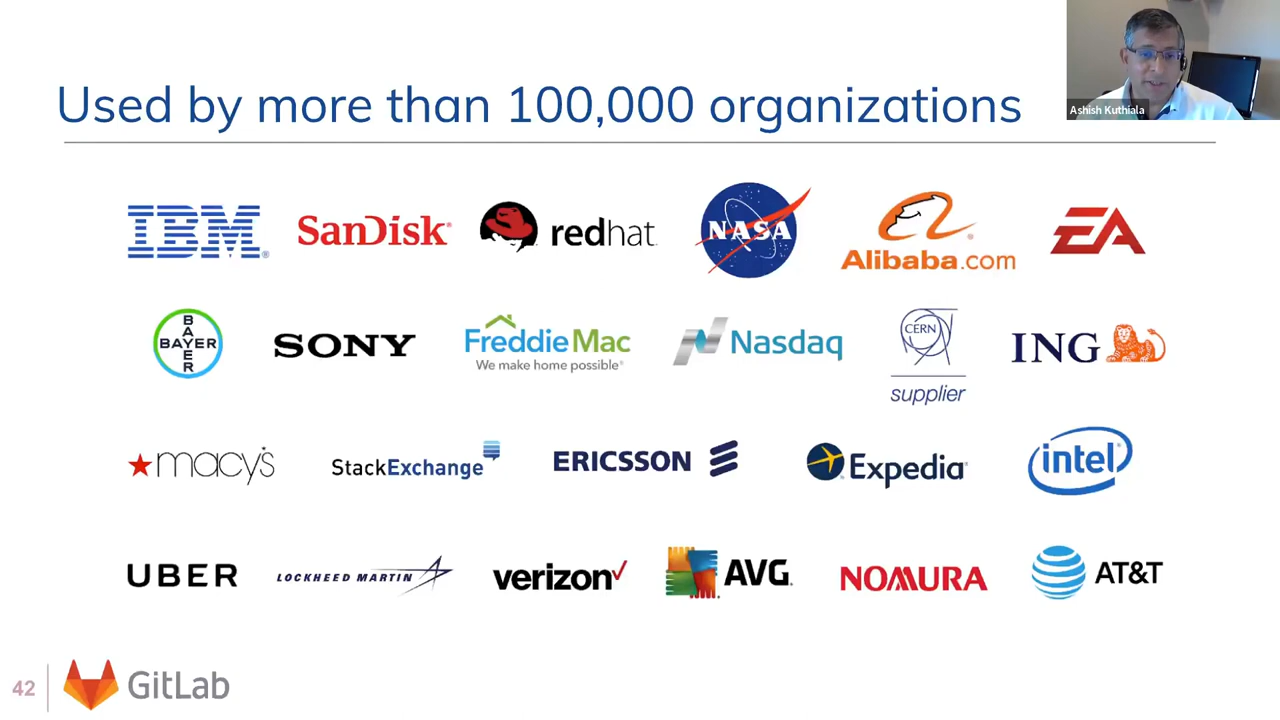 Used by more than 100,000 organizations
Ashish Kuthiala
IBM®
SanDisk®
redhat.
NASA
Alibaba.com
EA
BAYER
BAYER
SONY
Freddie Mac
We make home possible®
Nasdaq
CERN
supplier
ING
macy's
StackExchange
ERICSSON
Expedia®
intel
UBER
LOCKHEED MARTIN
verizon✓
AVG.
NOMURA
AT&T
42
GitLab